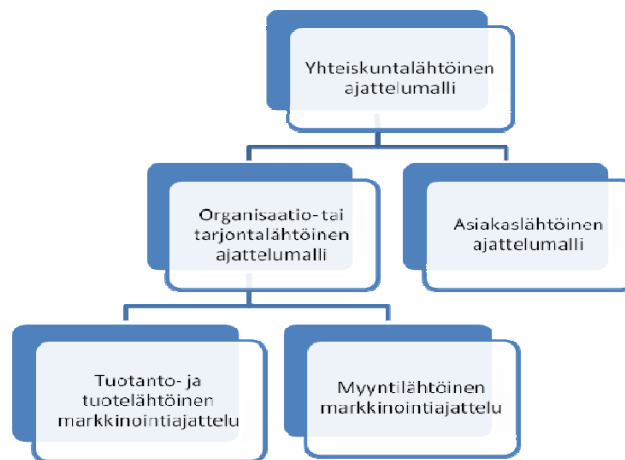 Yhteiskuntalähtöinen
ajattelumalli
Organisaatio- tai
tarjontalähtöinen
ajattelumalli
Asiakaslähtöinen
ajattelumalli
Tuotanto- ja
tuotelähtöinen
markkinointiajattelu
Myyntilähtöinen
markkinointiajattelu